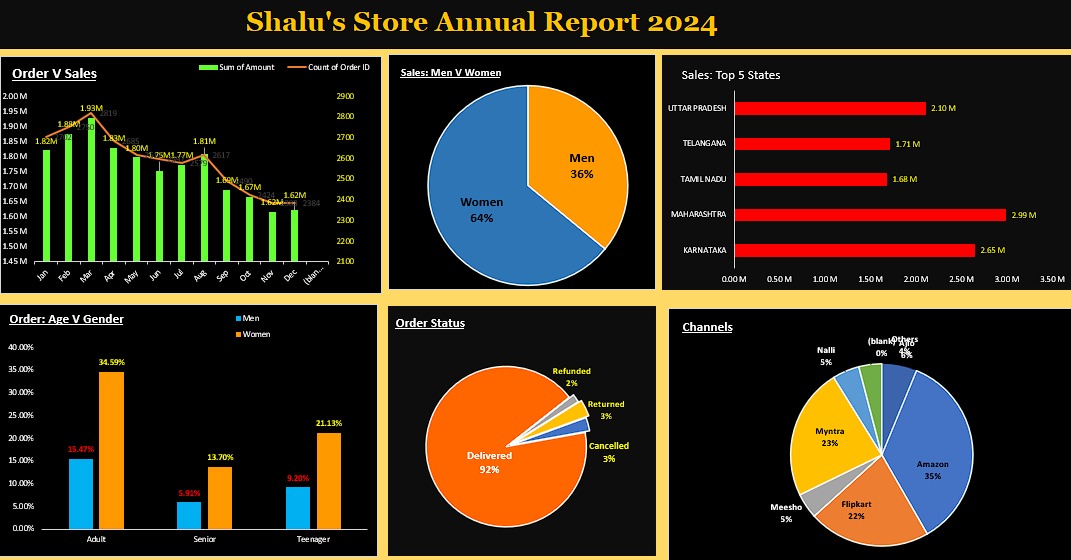 Shalu's Store Annual Report 2024
Order V Sales
Sum of Amount
Count of Order ID
2.00 M
1.95 M
1.90 M
1.85 M
1.80 M
1.75 M
1.70 M
1.65 M
1.60 M
1.55 M
1.50 M
1.45 M
2900
2800
2700
2600
2500
2400
2300
2200
2100
1.82M
1.88M
1.93M
1.83M
1.80M
1.75M
1.77M
1.81M
1.69M
1.67M
1.62M
1.62M
2819
2617
2424
2384
Jan
Feb
Mar
Apr
May
Jun
Jul
Aug
Sep
Oct
Nov
Dec
(blan...
Sales: Men V Women
Men
36%
Women
64%
Sales: Top 5 States
UTTAR PRADESH
2.10 M
TELANGANA
1.71 M
TAMIL NADU
1.68 M
MAHARASHTRA
2.99 M
KARNATAKA
2.65 M
0.00 M 0.50 M 1.00 M 1.50 M 2.00 M 2.50 M 3.00 M 3.50 M
Order: Age V Gender
Men
Women
40.00%
35.00%
30.00%
25.00%
20.00%
15.00%
10.00%
5.00%
0.00%
15.47%
34.59%
5.91%
13.70%
9.20%
21.13%
Adult
Senior
Teenager
Order Status
Refunded
2%
Returned
3%
Cancelled
3%
Delivered
92%
Channels
(blank)
0%
Others
4%
Ajio
6%
Nalli
5%
Myntra
23%
Amazon
35%
Meesho
5%
Flipkart
22%